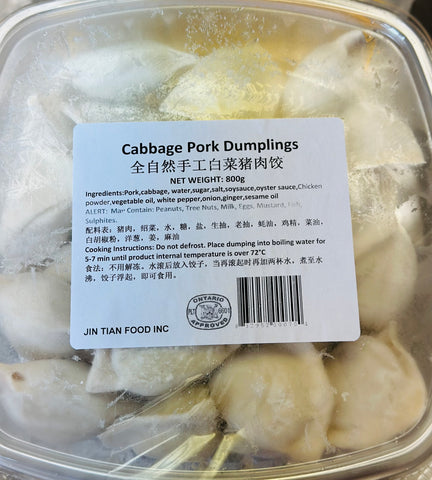 Cabbage Pork Dumplings
全自然手工白菜猪肉饺
NET WEIGHT: 800g
Ingredients:Pork,cabbage, water,sugar,salt,soysauce,oyster sauce,Chicken
powder,vegetable oil, white pepper,onion,ginger,sesame oil
ALERT: May Contain: Peanuts, Tree Nuts, Milk, Eggs, Mustard, Fish,
Sulphites.
配料表：猪肉，绍菜，水，糖，盐，生抽，老抽，蚝油，鸡精，菜油，
白胡椒粉，洋葱，姜，麻油
Cooking Instructions: Do not defrost. Place dumping into boiling water for
5-7 min until product internal temperature is over 72°C
食法：不用解冻，水滚后放入饺子，当再滚起时再加两杯水，煮至水
沸，饺子浮起，即可食用。
ONTARIO
PLT 6001
APPROVED
JIN TIAN FOOD INC